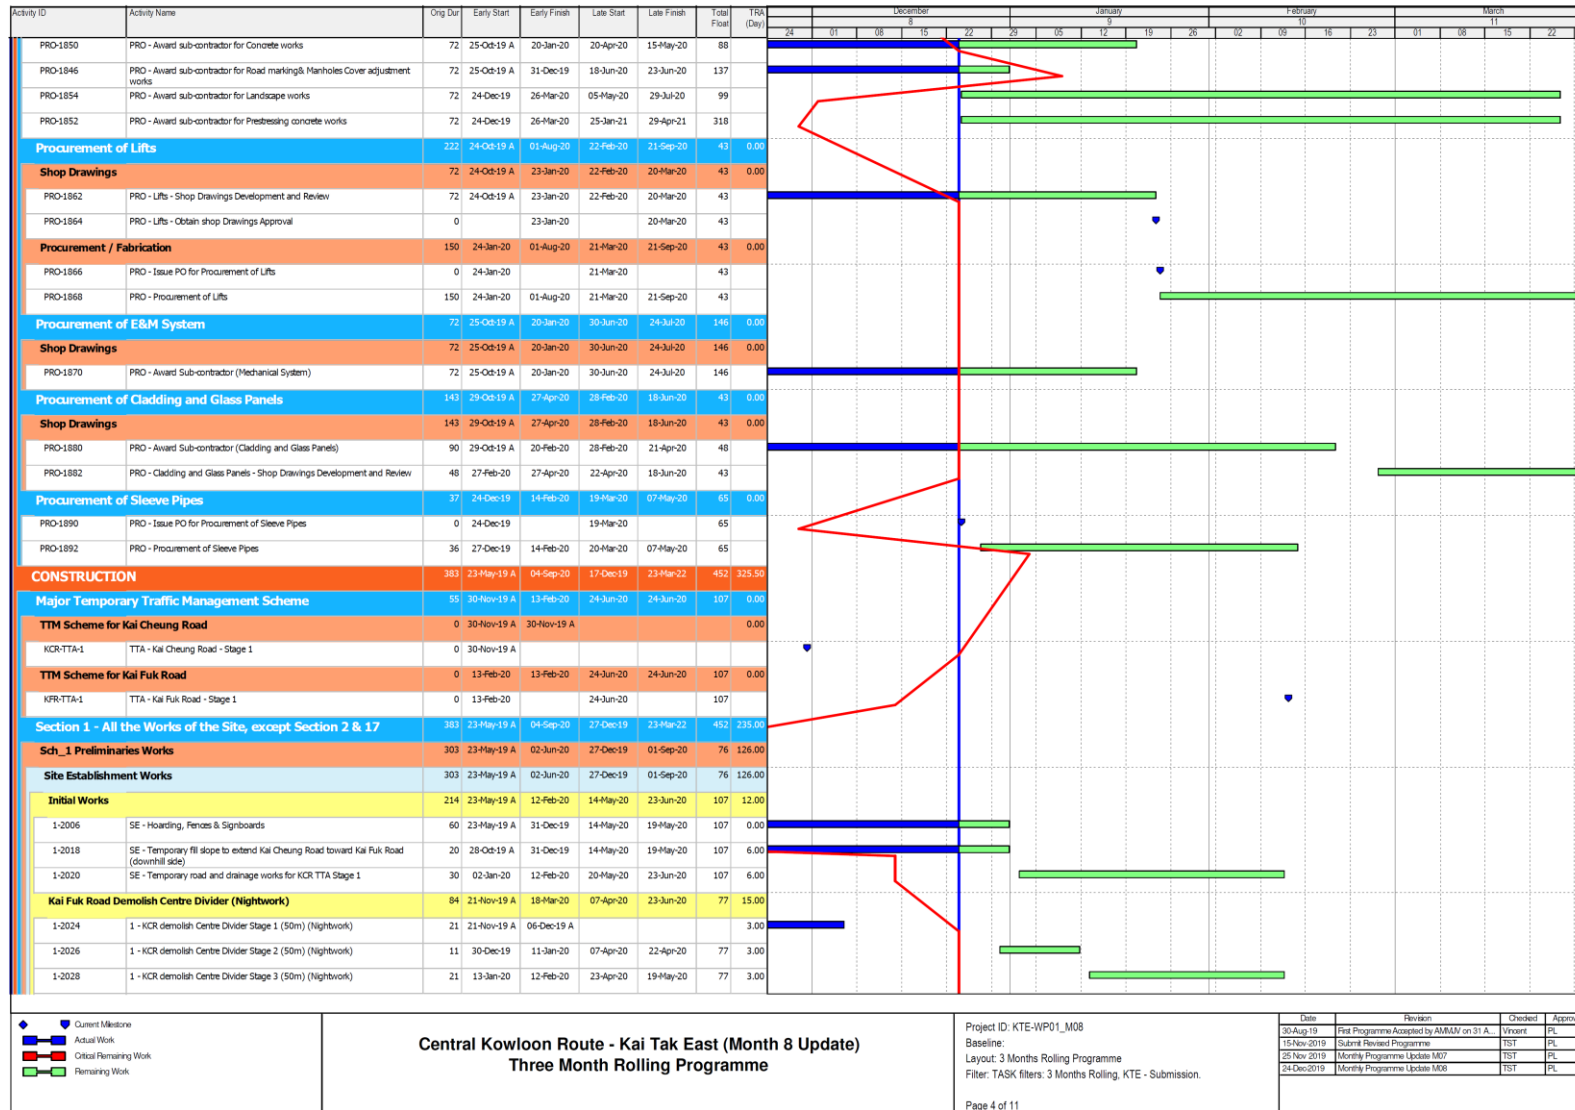 Activity ID Activity Name Orig Dur Early Start Early Finish Late Start Late Finish Total Float TRA (Day) December January February March
8 9 10 11
24 01 08 15 22 29 05 12 19 26 02 09 16 23 01 08 15 22
PRO-1850 PRO - Award sub-contractor for Concrete works 72 25-Oct-19 A 20-Jan-20 20-Apr-20 15-May-20 88
PRO-1846 PRO - Award sub-contractor for Road marking& Manholes Cover adjustment works 72 25-Oct-19 A 31-Dec-19 18-Jun-20 23-Jun-20 137
PRO-1854 PRO - Award sub-contractor for Landscape works 72 24-Dec-19 26-Mar-20 05-May-20 29-Jul-20 99
PRO-1852 PRO - Award sub-contractor for Prestressing concrete works 72 24-Dec-19 26-Mar-20 25-Jan-21 29-Apr-21 318
Procurement of Lifts 222 24-Oct-19 A 01-Aug-20 22-Feb-20 21-Sep-20 43 0.00
Shop Drawings 72 24-Oct-19 A 23-Jan-20 22-Feb-20 20-Mar-20 43 0.00
PRO-1862 PRO - Lifts - Shop Drawings Development and Review 72 24-Oct-19 A 23-Jan-20 22-Feb-20 20-Mar-20 43
PRO-1864 PRO - Lifts - Obtain shop Drawings Approval 0 23-Jan-20 20-Mar-20 43
Procurement / Fabrication 150 24-Jan-20 01-Aug-20 21-Mar-20 21-Sep-20 43 0.00
PRO-1866 PRO - Issue PO for Procurement of Lifts 0 24-Jan-20 21-Mar-20 43
PRO-1868 PRO - Procurement of Lifts 150 24-Jan-20 01-Aug-20 21-Mar-20 21-Sep-20 43
Procurement of E&M System 72 25-Oct-19 A 20-Jan-20 30-Jun-20 24-Jul-20 146 0.00
Shop Drawings 72 25-Oct-19 A 20-Jan-20 30-Jun-20 24-Jul-20 146 0.00
PRO-1870 PRO - Award Sub-contractor (Mechanical System) 72 25-Oct-19 A 20-Jan-20 30-Jun-20 24-Jul-20 146
Procurement of Cladding and Glass Panels 143 29-Oct-19 A 27-Apr-20 28-Feb-20 18-Jun-20 43 0.00
Shop Drawings 143 29-Oct-19 A 27-Apr-20 28-Feb-20 18-Jun-20 43 0.00
PRO-1880 PRO - Award Sub-contractor (Cladding and Glass Panels) 90 29-Oct-19 A 20-Feb-20 28-Feb-20 21-Apr-20 48
PRO-1882 PRO - Cladding and Glass Panels - Shop Drawings Development and Review 48 27-Feb-20 27-Apr-20 22-Apr-20 18-Jun-20 43
Procurement of Sleeve Pipes 37 24-Dec-19 14-Feb-20 19-Mar-20 07-May-20 65 0.00
PRO-1890 PRO - Issue PO for Procurement of Sleeve Pipes 0 24-Dec-19 19-Mar-20 65
PRO-1892 PRO - Procurement of Sleeve Pipes 36 27-Dec-19 14-Feb-20 20-Mar-20 07-May-20 65
CONSTRUCTION 383 23-May-19 A 04-Sep-20 17-Dec-19 23-Mar-22 452 325.50
Major Temporary Traffic Management Scheme 55 30-Nov-19 A 13-Feb-20 24-Jun-20 24-Jun-20 107 0.00
TTM Scheme for Kai Cheung Road 0 30-Nov-19 A 30-Nov-19 A 0.00
KCR-TTA-1 TTA - Kai Cheung Road - Stage 1 0 30-Nov-19 A
TTM Scheme for Kai Fuk Road 0 13-Feb-20 13-Feb-20 24-Jun-20 24-Jun-20 107 0.00
KFR-TTA-1 TTA - Kai Fuk Road - Stage 1 0 13-Feb-20 24-Jun-20 107
Section 1 - All the Works of the Site, except Section 2 & 17 383 23-May-19 A 04-Sep-20 27-Dec-19 23-Mar-22 452 235.00
Sch_1 Preliminaries Works 303 23-May-19 A 02-Jun-20 27-Dec-19 01-Sep-20 76 126.00
Site Establishment Works 303 23-May-19 A 02-Jun-20 27-Dec-19 01-Sep-20 76 126.00
Initial Works 214 23-May-19 A 12-Feb-20 14-May-20 23-Jun-20 107 12.00
1-2006 SE - Hoarding, Fences & Signboards 60 23-May-19 A 31-Dec-19 14-May-20 19-May-20 107 0.00
1-2018 SE - Temporary fill slope to extend Kai Cheung Road toward Kai Fuk Road (downhill side) 20 28-Oct-19 A 31-Dec-19 14-May-20 19-May-20 107 6.00
1-2020 SE - Temporary road and drainage works for KCR TTA Stage 1 30 02-Jan-20 12-Feb-20 20-May-20 23-Jun-20 107 6.00
Kai Fuk Road Demolish Centre Divider (Nightwork) 84 21-Nov-19 A 18-Mar-20 07-Apr-20 23-Jun-20 77 15.00
1-2024 1 - KCR demolish Centre Divider Stage 1 (50m) (Nightwork) 21 21-Nov-19 A 06-Dec-19 A 3.00
1-2026 1 - KCR demolish Centre Divider Stage 2 (50m) (Nightwork) 11 30-Dec-19 11-Jan-20 07-Apr-20 22-Apr-20 77 3.00
1-2028 1 - KCR demolish Centre Divider Stage 3 (50m) (Nightwork) 21 13-Jan-20 12-Feb-20 23-Apr-20 19-May-20 77 3.00
Current Milestone
Actual Work
Critical Remaining Work
Remaining Work
Central Kowloon Route - Kai Tak East (Month 8 Update)
Three Month Rolling Programme
Project ID: KTE-WP01_M08
Baseline:
Layout: 3 Months Rolling Programme
Filter: TASK filters: 3 Months Rolling, KTE - Submission.
Page 4 of 11
Date Revision Checked Approv
30-Aug-19 First Programme Accepted by AMMJV on 31 A... Vincent PL
15-Nov-2019 Submit Revised Programme TST PL
25 Nov 2019 Monthly Programme Update M07 TST PL
24-Dec-2019 Monthly Programme Update M08 TST PL